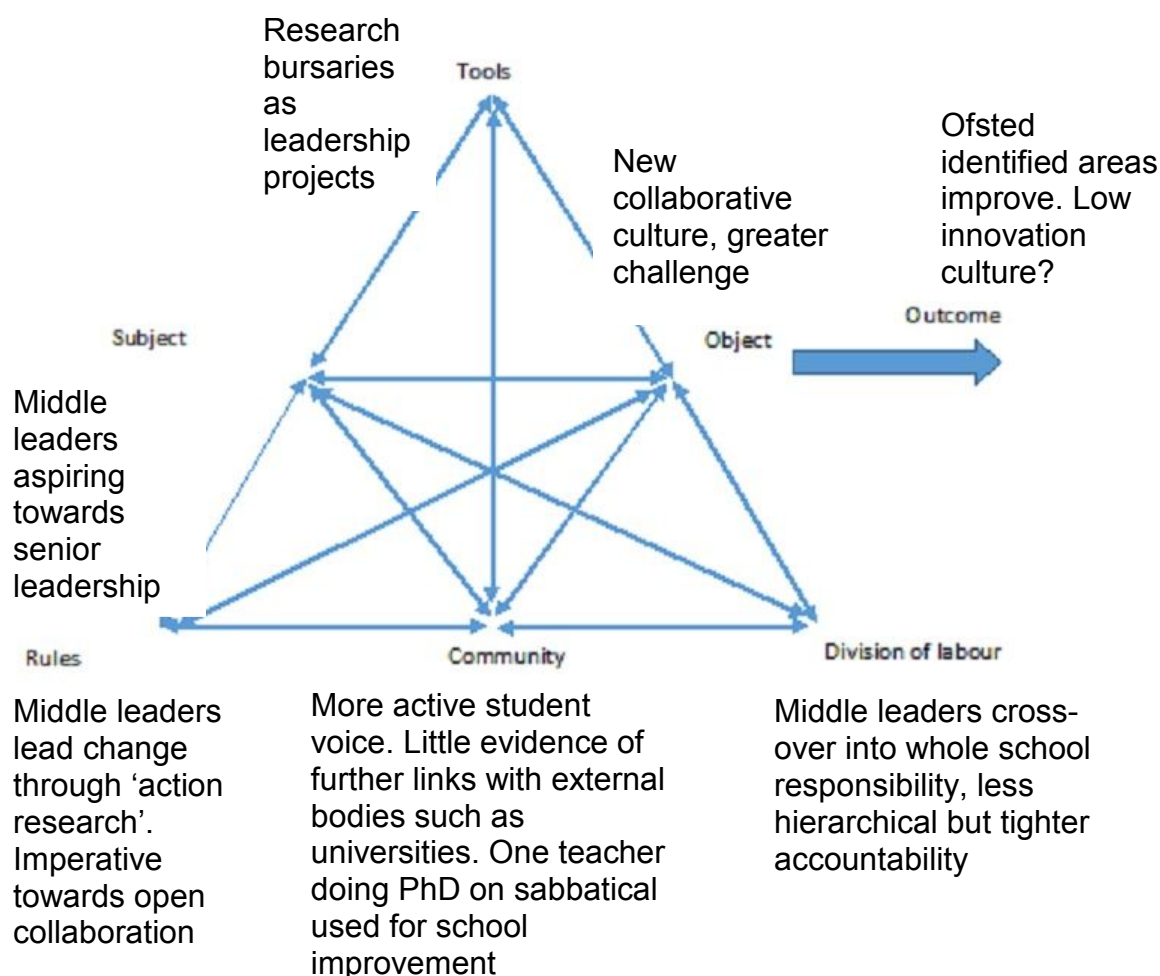 Research
bursaries
as
leadership
projects
Tools
New
collaborative
culture, greater
challenge
Ofsted
identified areas
improve. Low
innovation
culture?
Subject
Object
Outcome
Middle
leaders
aspiring
towards
senior
leadership
Rules
Community
Division of labour
Middle leaders
lead change
through ‘action
research’.
Imperative
towards open
collaboration
More active student
voice. Little evidence of
further links with external
bodies such as
universities. One teacher
doing PhD on sabbatical
used for school
improvement
Middle leaders cross-
over into whole school
responsibility, less
hierarchical but tighter
accountability